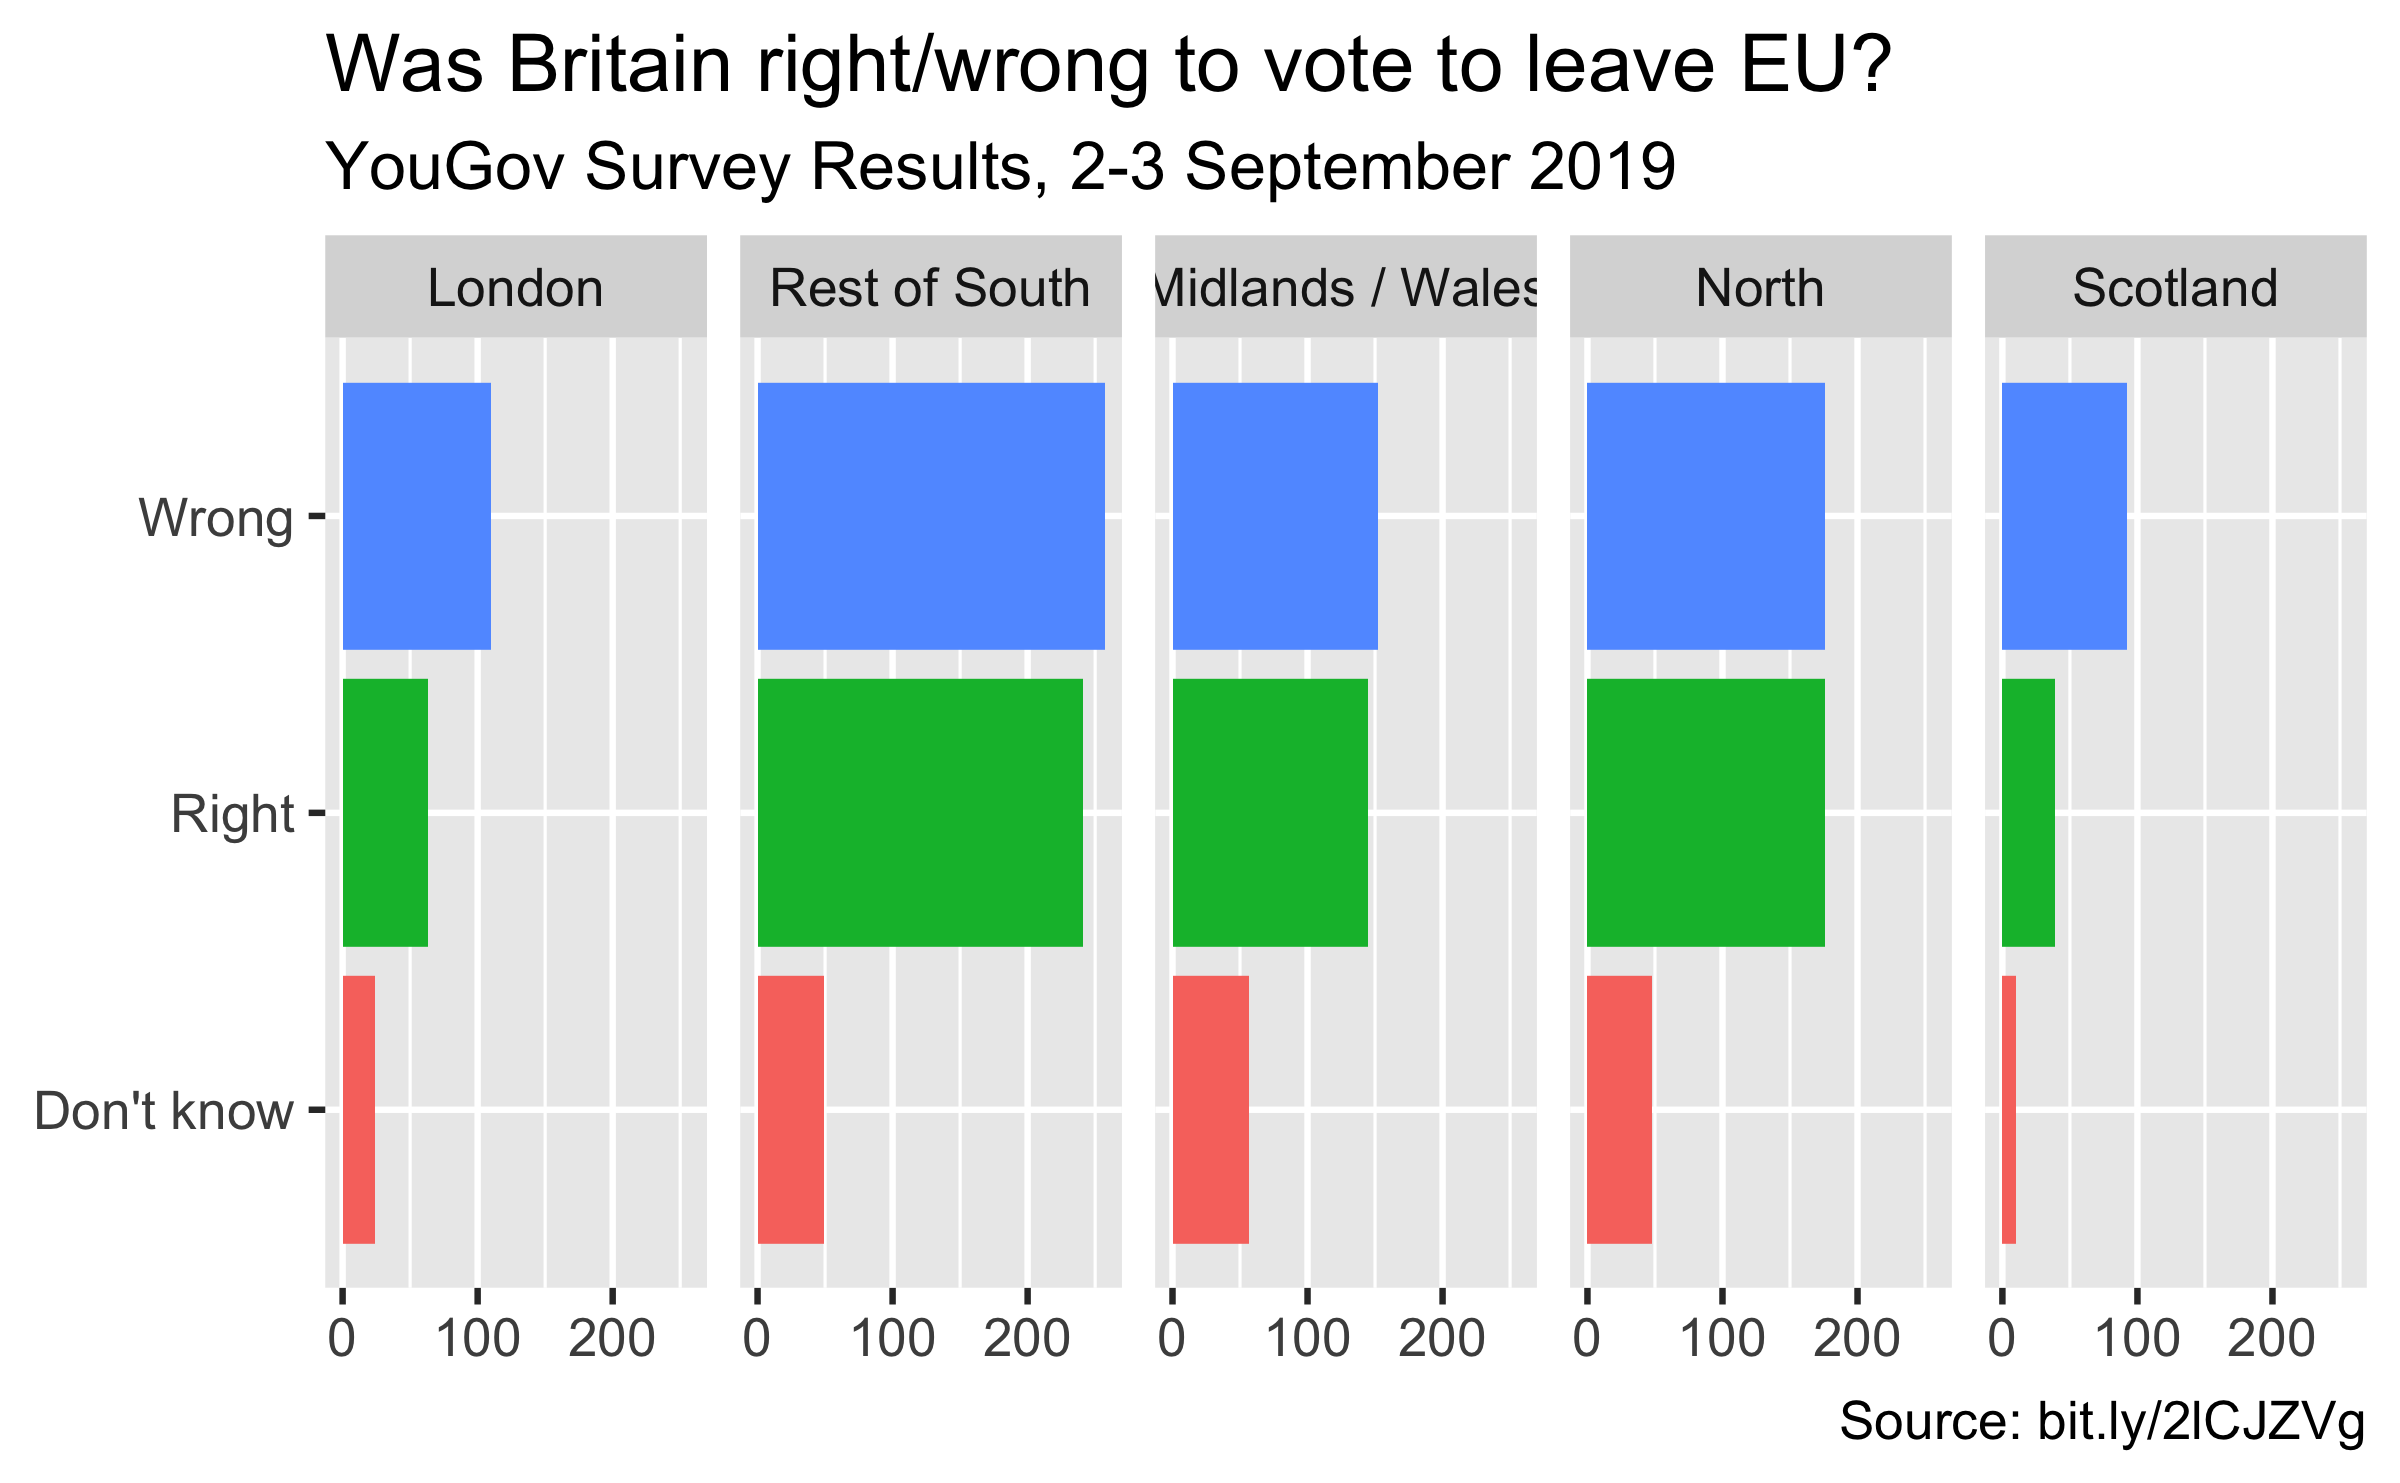 Was Britain right/wrong to vote to leave EU?
YouGov Survey Results, 2-3 September 2019
London Rest of South Midlands / Wales North Scotland
Wrong
Right
Don't know
0 100 200 0 100 200 0 100 200 0 100 200 0 100 200
Source: bit.ly/2lCJZVg